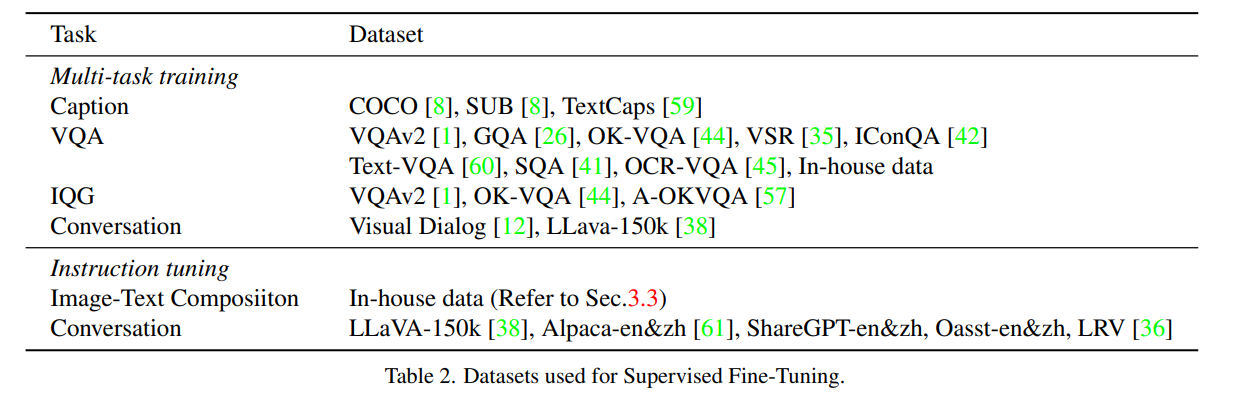 Task Dataset
Multi-task training
Caption COCO [8], SUB [8], TextCaps [59]
VQA VQAv2 [1], GQA [26], OK-VQA [44], VSR [35], IConQA [42]
Text-VQA [60], SQA [41], OCR-VQA [45], In-house data
IQG VQAv2 [1], OK-VQA [44], A-OKVQA [57]
Conversation Visual Dialog [12], LLava-150k [38]
Instruction tuning
Image-Text Composiiton In-house data (Refer to Sec.3.3)
Conversation LLaVA-150k [38], Alpaca-en&zh [61], ShareGPT-en&zh, Oasst-en&zh, LRV [36]
Table 2. Datasets used for Supervised Fine-Tuning.